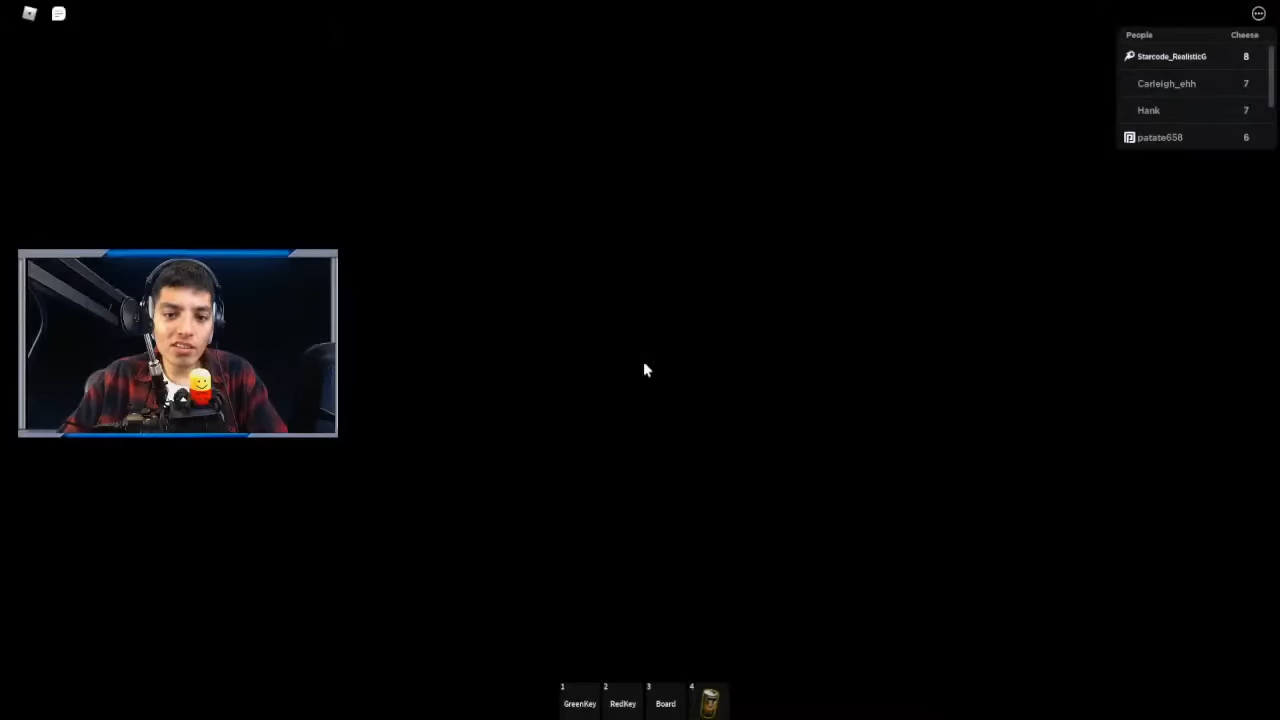 People Cheese
Starcode_RealisticG 8
Carleigh_ehh 7
Hank 7
patate658 6
1 2 3 4
GreenKey RedKey Board